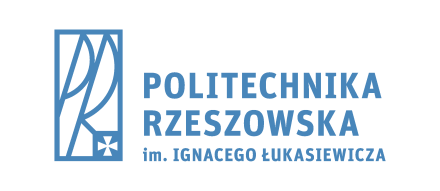 POLITECHNIKA
RZESZOWSKA
im. IGNACEGO ŁUKASIEWICZA